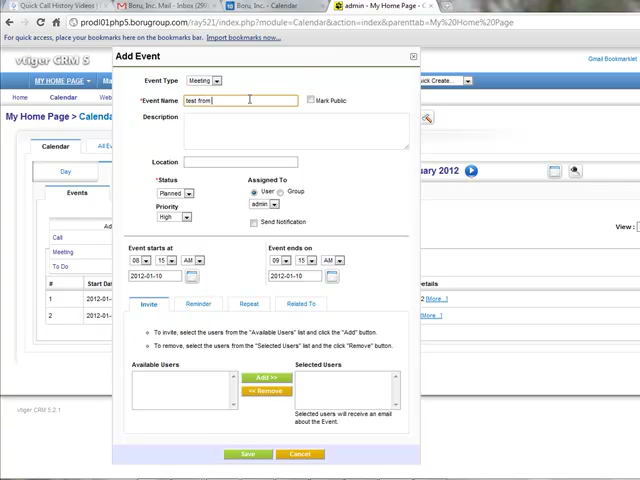 Quick Call History Videos
Boru, Inc. Mail - Inbox (299)
Boru, Inc. - Calendar
admin - My Home Page - C
prodl01php5.borugroup.com/ray521/index.php?module=Calendar&action=index&parenttab=My%20Home%20Page
For quick access, place your bookmarks here on the bookmarks bar. Import bookmarks now...
vtiger CRM 5
Gmail Bookmarklet
MY HOME PAGE
Ma
Quick Create...
Home
Calendar
My Home Page > Calenda
Calendar
All Ev
Day
uary 2012
Events
View :
Ad
Call
Meeting
To Do
# Start Da
Details
1 2012-01-
[More...]
2 2012-01-
[More...]
vtiger CRM 5.2.1
Add Event
Event Type Meeting
*Event Name test from Mark Public
Description
Location
*Status Assigned To
Planned User Group
Priority admin
High Send Notification
Event starts at Event ends on
08 15 AM 09 15 AM
2012-01-10 2012-01-10
Invite Reminder Repeat Related To
To invite, select the users from the "Available Users" list and click the "Add" button.
To remove, select the users from the "Selected Users" list and the click "Remove" button.
Available Users Selected Users
Add >>
<< Remove
Selected users will receive an email
about the Event.
Save Cancel